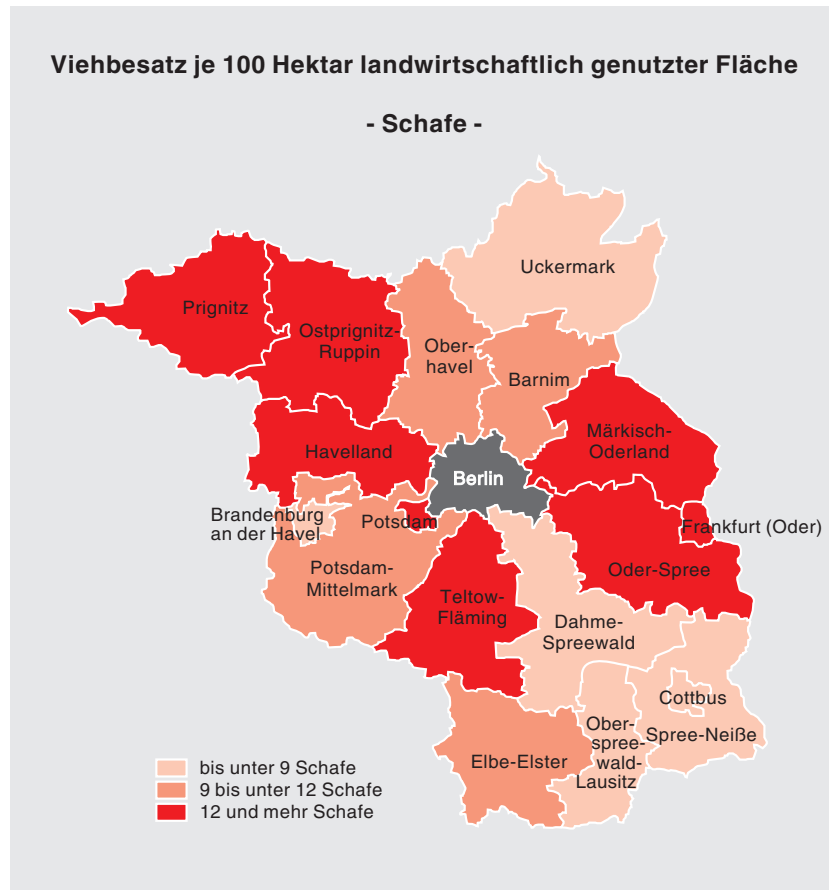 Viehbesatz je 100 Hektar landwirtschaftlich genutzter Fläche
- Schafe -
Uckermark
Prignitz
Ostprignitz-
Ruppin
Ober-
havel
Barnim
Havelland
Märkisch-
Oderland
Berlin
Brandenburg
an der Havel
Potsdam
Frankfurt (Oder)
Potsdam-
Mittelmark
Oder-Spree
Teltow-
Fläming
Dahme-
Spreewald
Cottbus
Ober-
spree-
wald-
Lausitz
Spree-Neiße
Elbe-Elster
bis unter 9 Schafe
9 bis unter 12 Schafe
12 und mehr Schafe